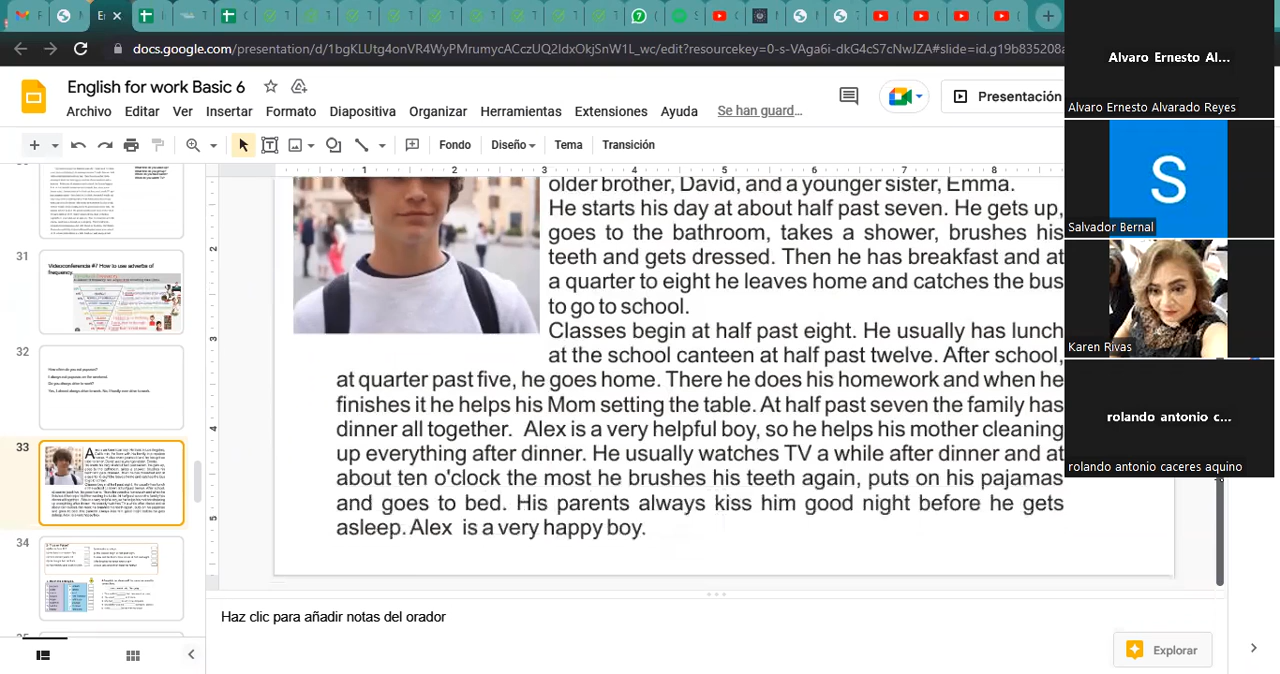 docs.google.com/presentation/d/1bgKLUtg4onVR4WyPMrumycACczUQ2IdxOkjSnW1L_wc/edit?resourcekey=0-s-VAga6i-dkG4cS7cNwJZA#slide=id.g19b835208a
English for work Basic 6
Archivo Editar Ver Insertar Formato Diapositiva Organizar Herramientas Extensiones Ayuda Se han guard...
Presentación
Fondo Diseño Tema Transición
31
Videoconferencia #7 How to use adverbs of frequency.
32
33
34
older brother, David, and a younger sister, Emma.
He starts his day at about half past seven. He gets up,
goes to the bathroom, takes a shower, brushes his
teeth and gets dressed. Then he has breakfast and at
a quarter to eight he leaves home and catches the bus
to go to school.
Classes begin at half past eight. He usually has lunch
at the school canteen at half past twelve. After school,
at quarter past five, he goes home. There he does his homework and when he
finishes it he helps his Mom setting the table. At half past seven the family has
dinner all together. Alex is a very helpful boy, so he helps his mother cleaning
up everything after dinner. He usually watches TV a while after dinner and at
about ten o'clock the most he brushes his teeth again, puts on his pajamas
and goes to bed. His parents always kiss him good night before he gets
asleep. Alex is a very happy boy.
Haz clic para añadir notas del orador
Explorar
Alvaro Ernesto Al...
Alvaro Ernesto Alvarado Reyes
S
Salvador Bernal
Karen Rivas
rolando antonio c...
rolando antonio caceres aquino